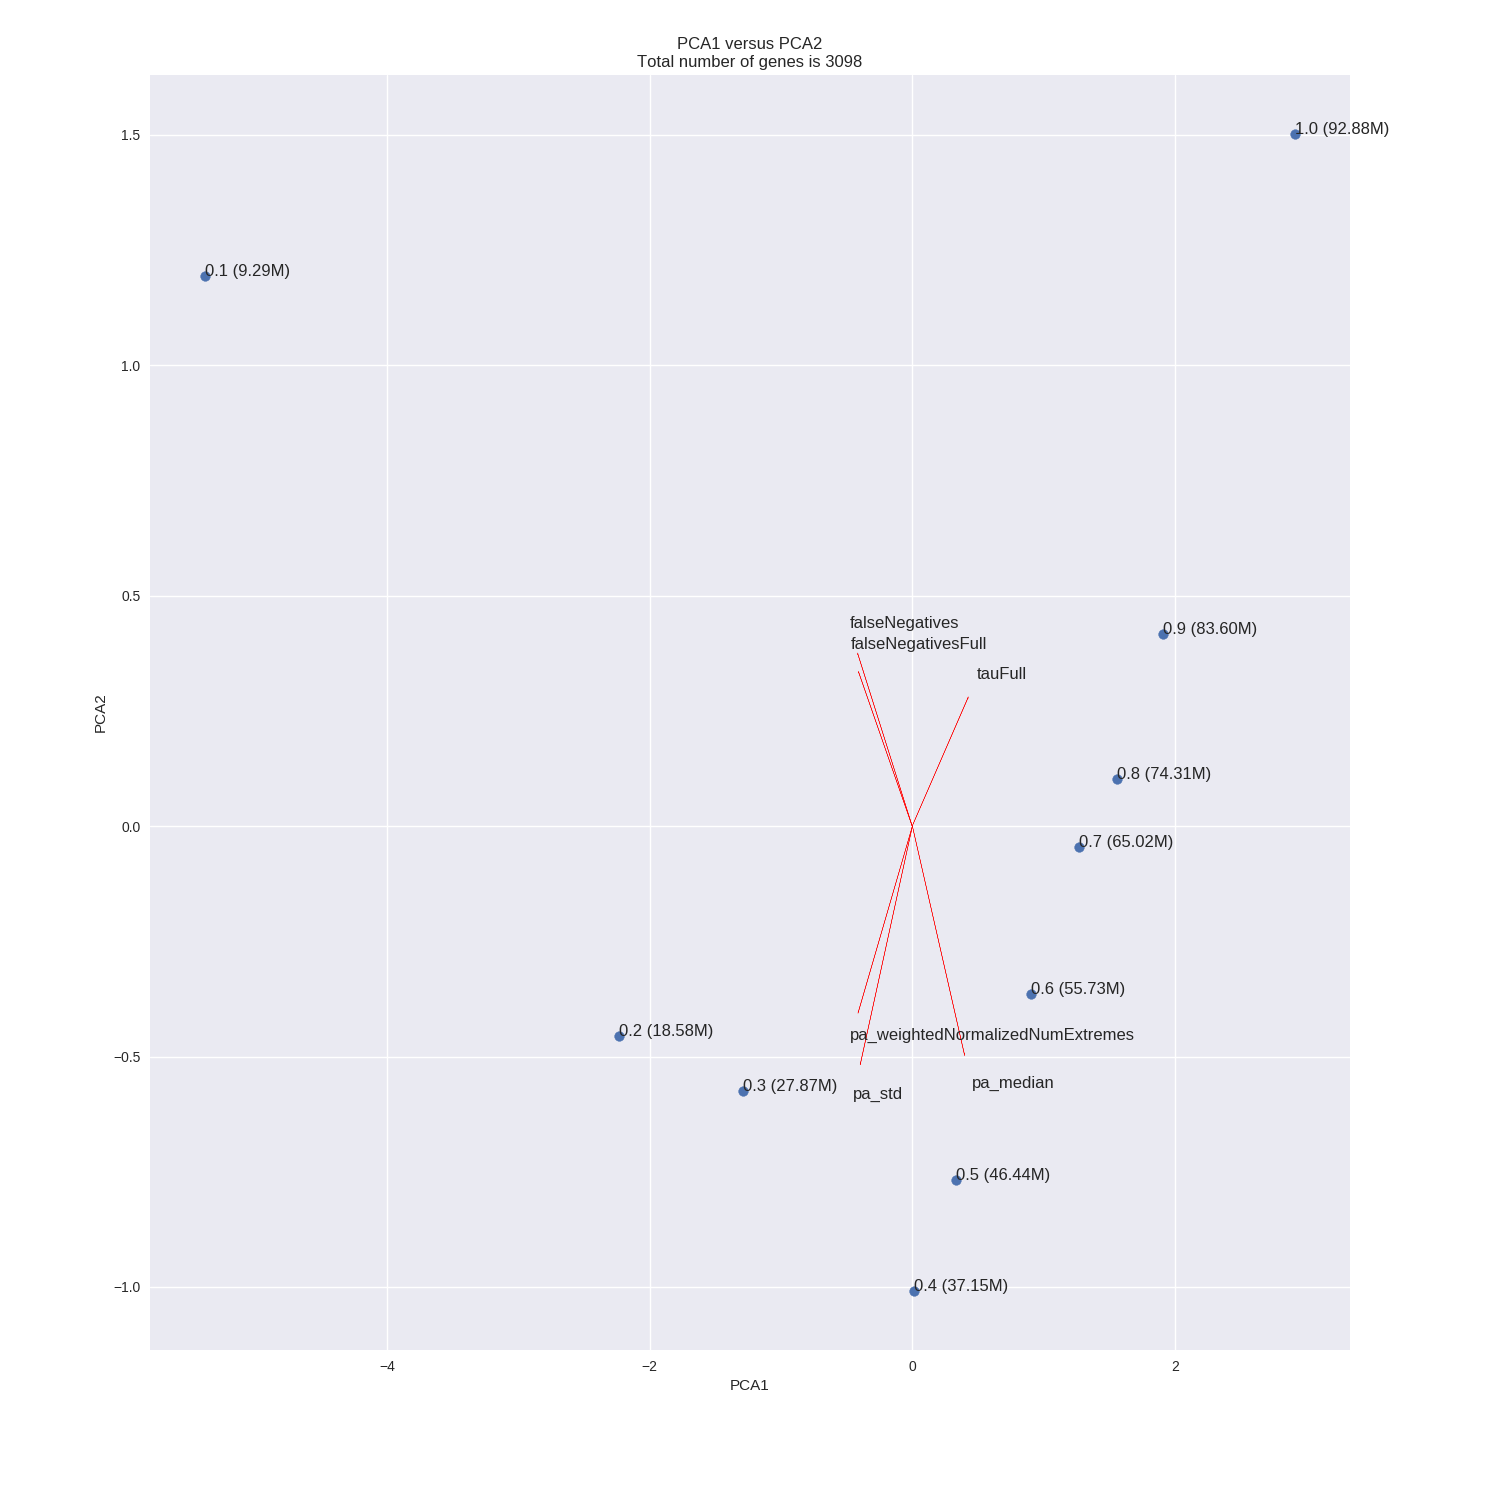 PCA1 versus PCA2
Total number of genes is 3098
1.5
1.0 (92.88M)
0.1 (9.29M)
1.0
0.5
falseNegatives
0.9 (83.60M)
falseNegativesFull
tauFull
PCA2
0.8 (74.31M)
0.0
0.7 (65.02M)
0.6 (55.73M)
0.2 (18.58M)
pa_weightedNormalizedNumExtremes
−0.5
0.3 (27.87M)
pa_median
pa_std
0.5 (46.44M)
−1.0
0.4 (37.15M)
−4
−2
0
2
PCA1